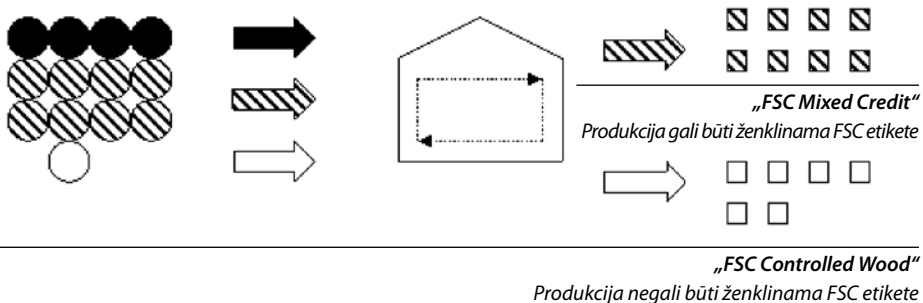 „FSC Mixed Credit“
Produkcija gali būti ženklinama FSC etikete
„FSC Controlled Wood“
Produkcija negali būti ženklinama FSC etikete